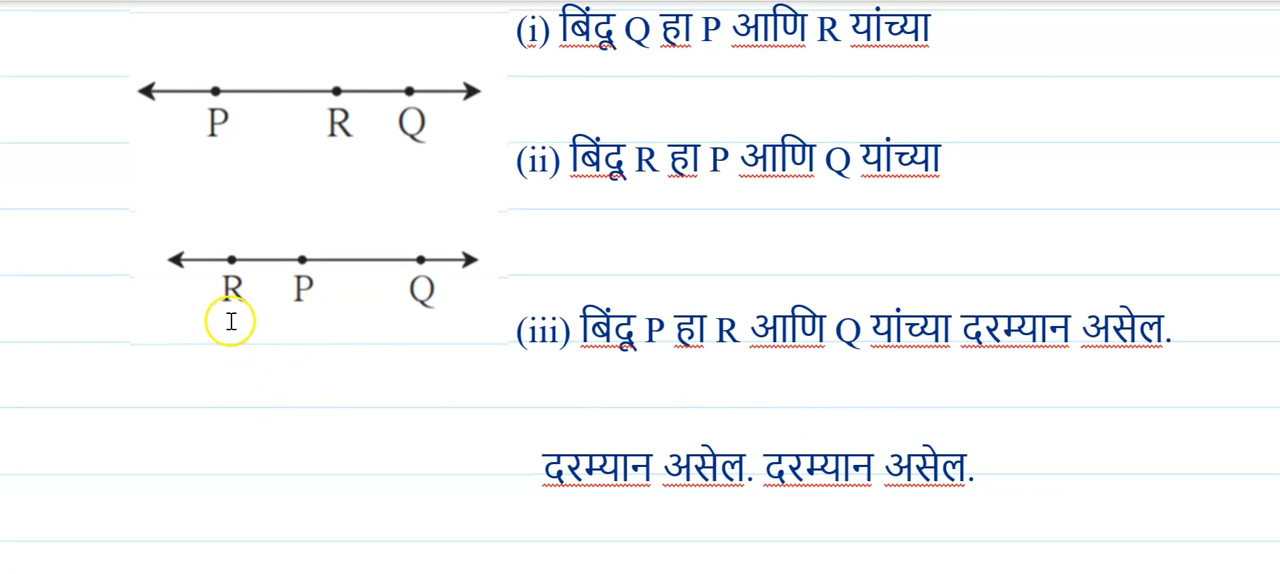 (i) बिंदू Q हा P आणि R यांच्या
P R Q
(ii) बिंदू R हा P आणि Q यांच्या
R P Q
(iii) बिंदू P हा R आणि Q यांच्या दरम्यान असेल.
दरम्यान असेल. दरम्यान असेल.